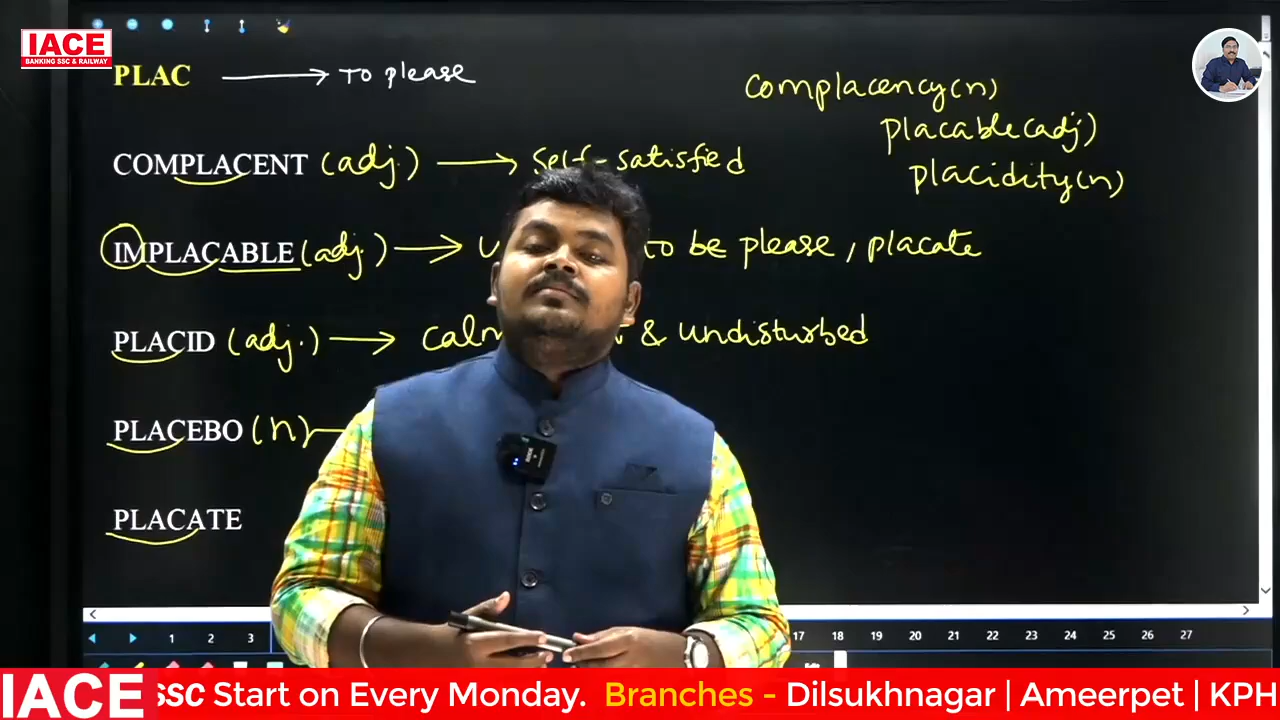 IACE
BANKING SSC & RAILWAY
PLAC → To please
complacency(n)
placable(adj)
placidity(n)
COMPLACENT (adj.) → Self-satisfied
IMPLACABLE (adj.) → to be please, placate
PLACID (adj.) → & undisturbed
PLACEBO (n)
PLACATE
1 2 3 17 18 19 20 21 22 23 24 25 26 27
IACE SSC Start on Every Monday. Branches - Dilsukhnagar | Ameerpet | KPH